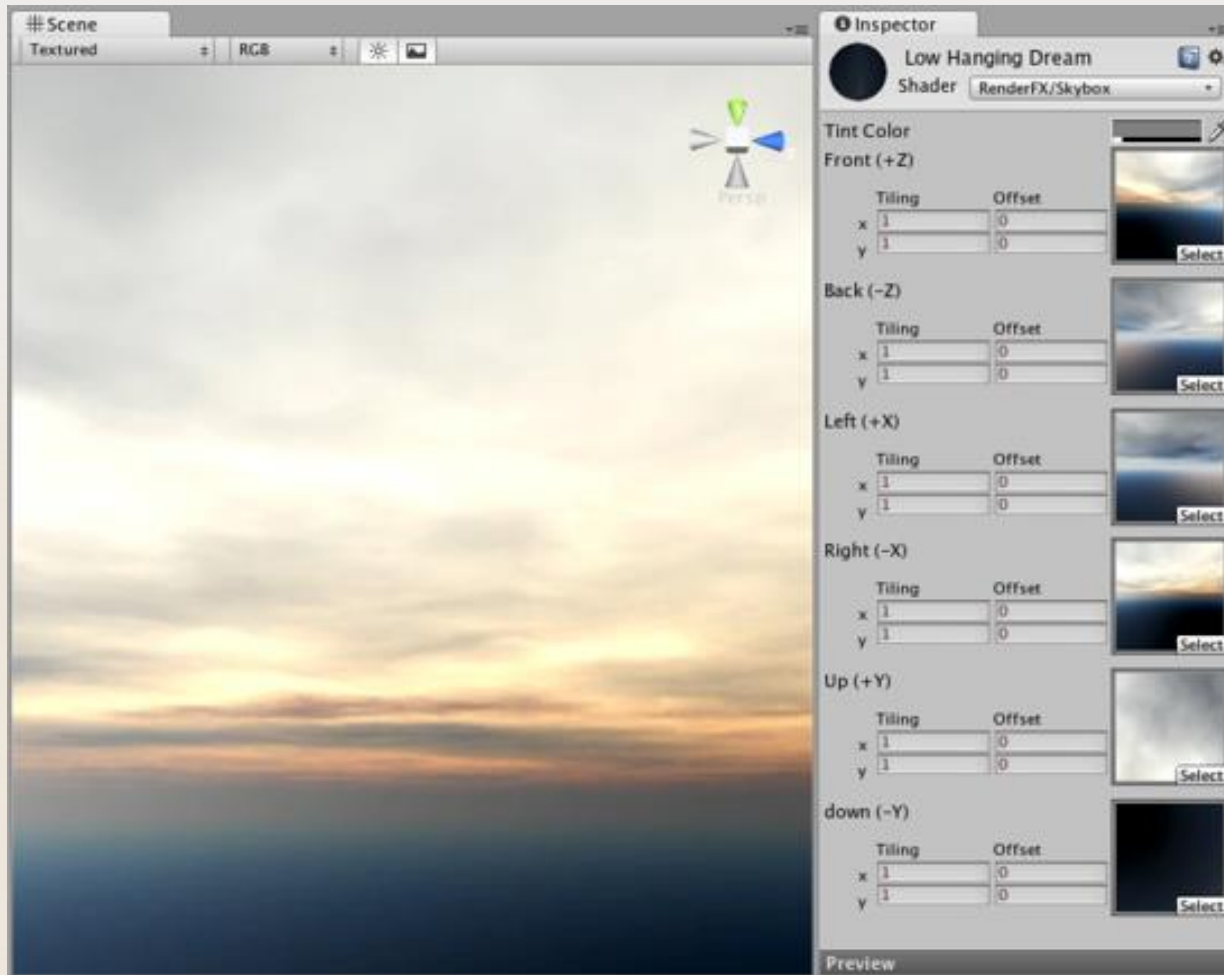 Scene
Textured RGB
Persp
Inspector
Low Hanging Dream
Shader RenderFX/Skybox
Tint Color
Front (+Z)
Tiling Offset
x 1 0
y 1 0
Select
Back (-Z)
Tiling Offset
x 1 0
y 1 0
Select
Left (+X)
Tiling Offset
x 1 0
y 1 0
Select
Right (-X)
Tiling Offset
x 1 0
y 1 0
Select
Up (+Y)
Tiling Offset
x 1 0
y 1 0
Select
down (-Y)
Tiling Offset
x 1 0
y 1 0
Select
Preview